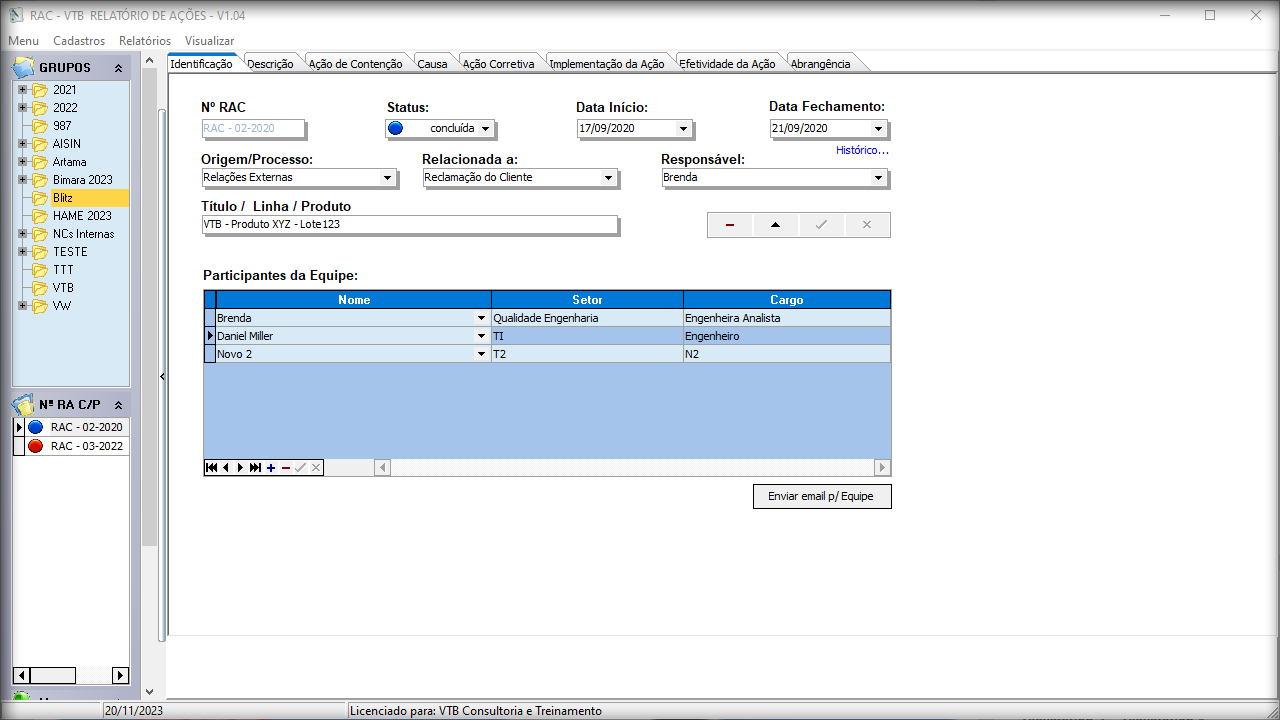 RAC - VTB RELATÓRIO DE AÇÕES - V1.04
Menu Cadastros Relatórios Visualizar
GRUPOS
2021
2022
987
AISIN
Artama
Bimara 2023
Blitz
HAME 2023
NCs Internas
TESTE
TTT
VTB
VW
Nº RA C/P
RAC - 02-2020
RAC - 03-2022
Identificação Descrição Ação de Contenção Causa Ação Corretiva Implementação da Ação Efetividade da Ação Abrangência
Nº RAC Status: Data Início: Data Fechamento:
RAC - 02-2020 concluída 17/09/2020 21/09/2020
Histórico...
Origem/Processo: Relacionada a: Responsável:
Relações Externas Reclamação do Cliente Brenda
Título / Linha / Produto
VTB - Produto XYZ - Lote123
Participantes da Equipe:
Nome Setor Cargo
Brenda Qualidade Engenharia Engenheira Analista
Daniel Miller TI Engenheiro
Novo 2 T2 N2
Enviar email p/ Equipe
20/11/2023 Licenciado para: VTB Consultoria e Treinamento